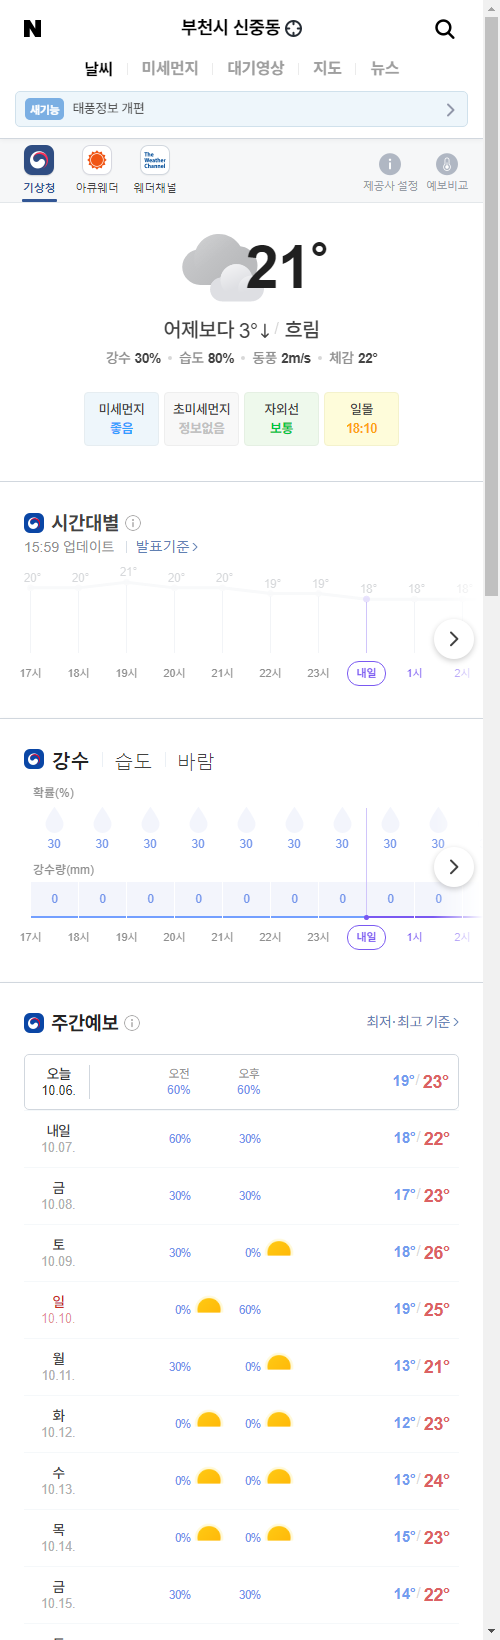 N
부천시 신중동
날씨 미세먼지 대기영상 지도 뉴스
새기능 태풍정보 개편
The Weather Channel
기상청 아큐웨더 웨더채널 제공사 설정 예보비교
21°
어제보다 3°↓ / 흐림
강수 30% • 습도 80% • 동풍 2m/s • 체감 22°
미세먼지 초미세먼지 자외선 일몰
좋음 정보없음 보통 18:10
시간대별
15:59 업데이트 발표기준
20° 20° 21° 20° 20° 19° 19° 18° 18° 18°
17시 18시 19시 20시 21시 22시 23시 내일 1시 2시
강수 습도 바람
확률(%)
30 30 30 30 30 30 30 30 30
강수량(mm)
0 0 0 0 0 0 0 0 0
17시 18시 19시 20시 21시 22시 23시 내일 1시 2시
주간예보 최저·최고 기준
오늘 오전 오후
10.06. 60% 60% 19° / 23°
내일
10.07. 60% 30% 18° / 22°
금
10.08. 30% 30% 17° / 23°
토
10.09. 30% 0% 18° / 26°
일
10.10. 0% 60% 19° / 25°
월
10.11. 30% 0% 13° / 21°
화
10.12. 0% 0% 12° / 23°
수
10.13. 0% 0% 13° / 24°
목
10.14. 0% 0% 15° / 23°
금
10.15. 30% 30% 14° / 22°